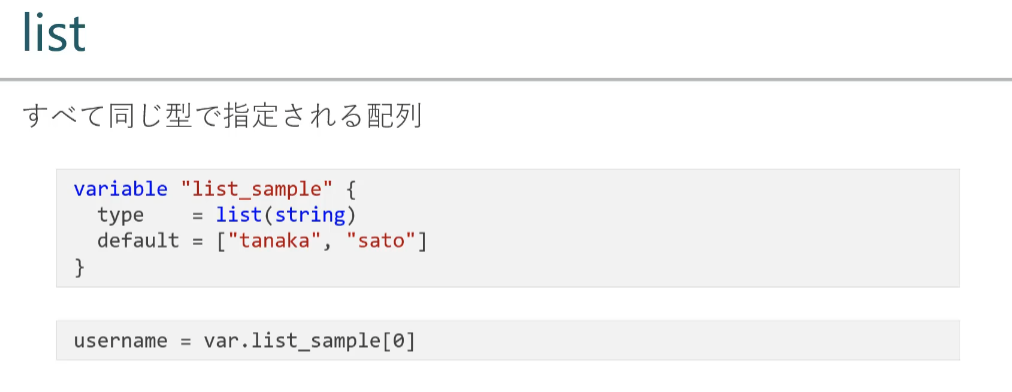 list
すべて同じ型で指定される配列
variable "list_sample" {
  type    = list(string)
  default = ["tanaka", "sato"]
}
username = var.list_sample[0]